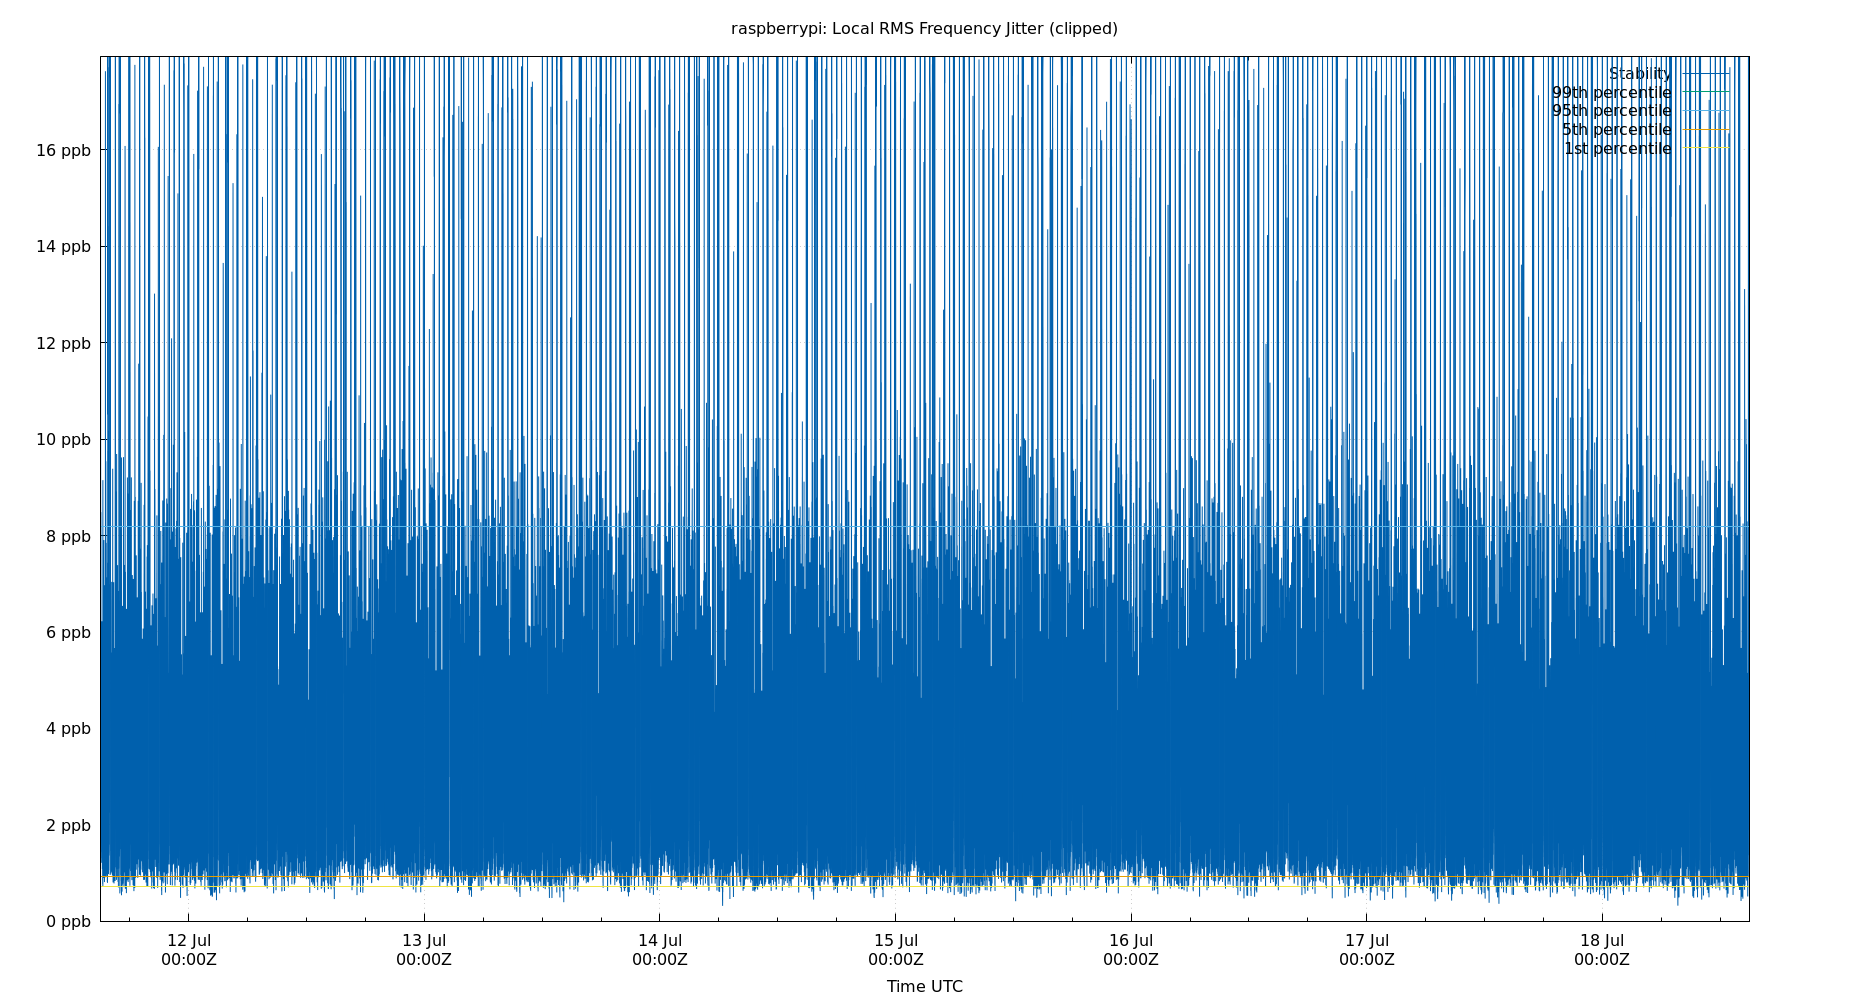 raspberrypi: Local RMS Frequency Jitter (clipped)
Stability
99th percentile
95th percentile
5th percentile
1st percentile
16 ppb
14 ppb
12 ppb
10 ppb
8 ppb
6 ppb
4 ppb
2 ppb
0 ppb
12 Jul 13 Jul 14 Jul 15 Jul 16 Jul 17 Jul 18 Jul
00:00Z 00:00Z 00:00Z 00:00Z 00:00Z 00:00Z 00:00Z
Time UTC